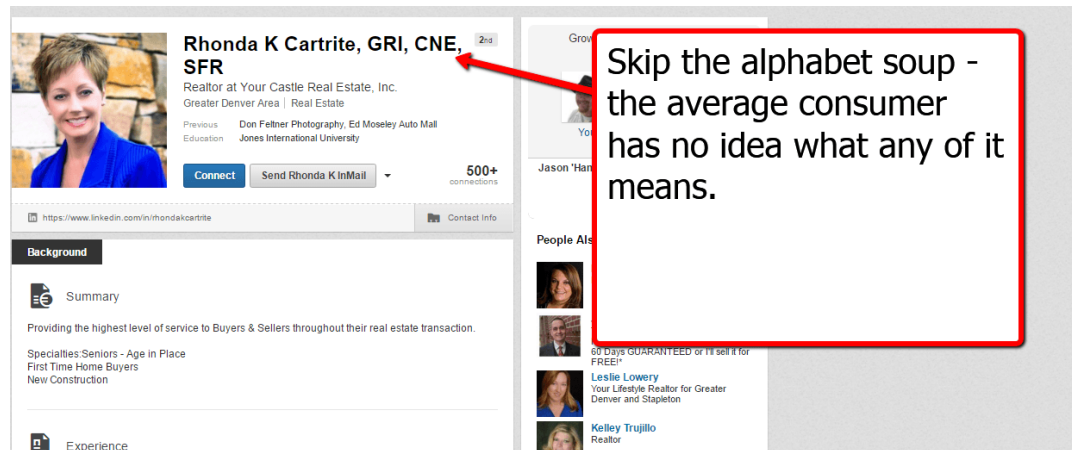 Rhonda K Cartrite, GRI, CNE,
SFR
2nd
Realtor at Your Castle Real Estate, Inc.
Greater Denver Area | Real Estate
Previous Don Feltner Photography, Ed Moseley Auto Mall
Education Jones International University
Connect Send Rhonda K InMail
500+
connections
https://www.linkedin.com/in/rhondakcartrite
Contact Info
Background
Summary
Providing the highest level of service to Buyers & Sellers throughout their real estate transaction.
Specialties:Seniors - Age in Place
First Time Home Buyers
New Construction
Experience
Skip the alphabet soup -
the average consumer
has no idea what any of it
means.
Jason
People
60 Days GUARANTEED or I'll sell it for
FREE!*
Leslie Lowery
Your Lifestyle Realtor for Greater
Denver and Stapleton
Kelley Trujillo
Realtor